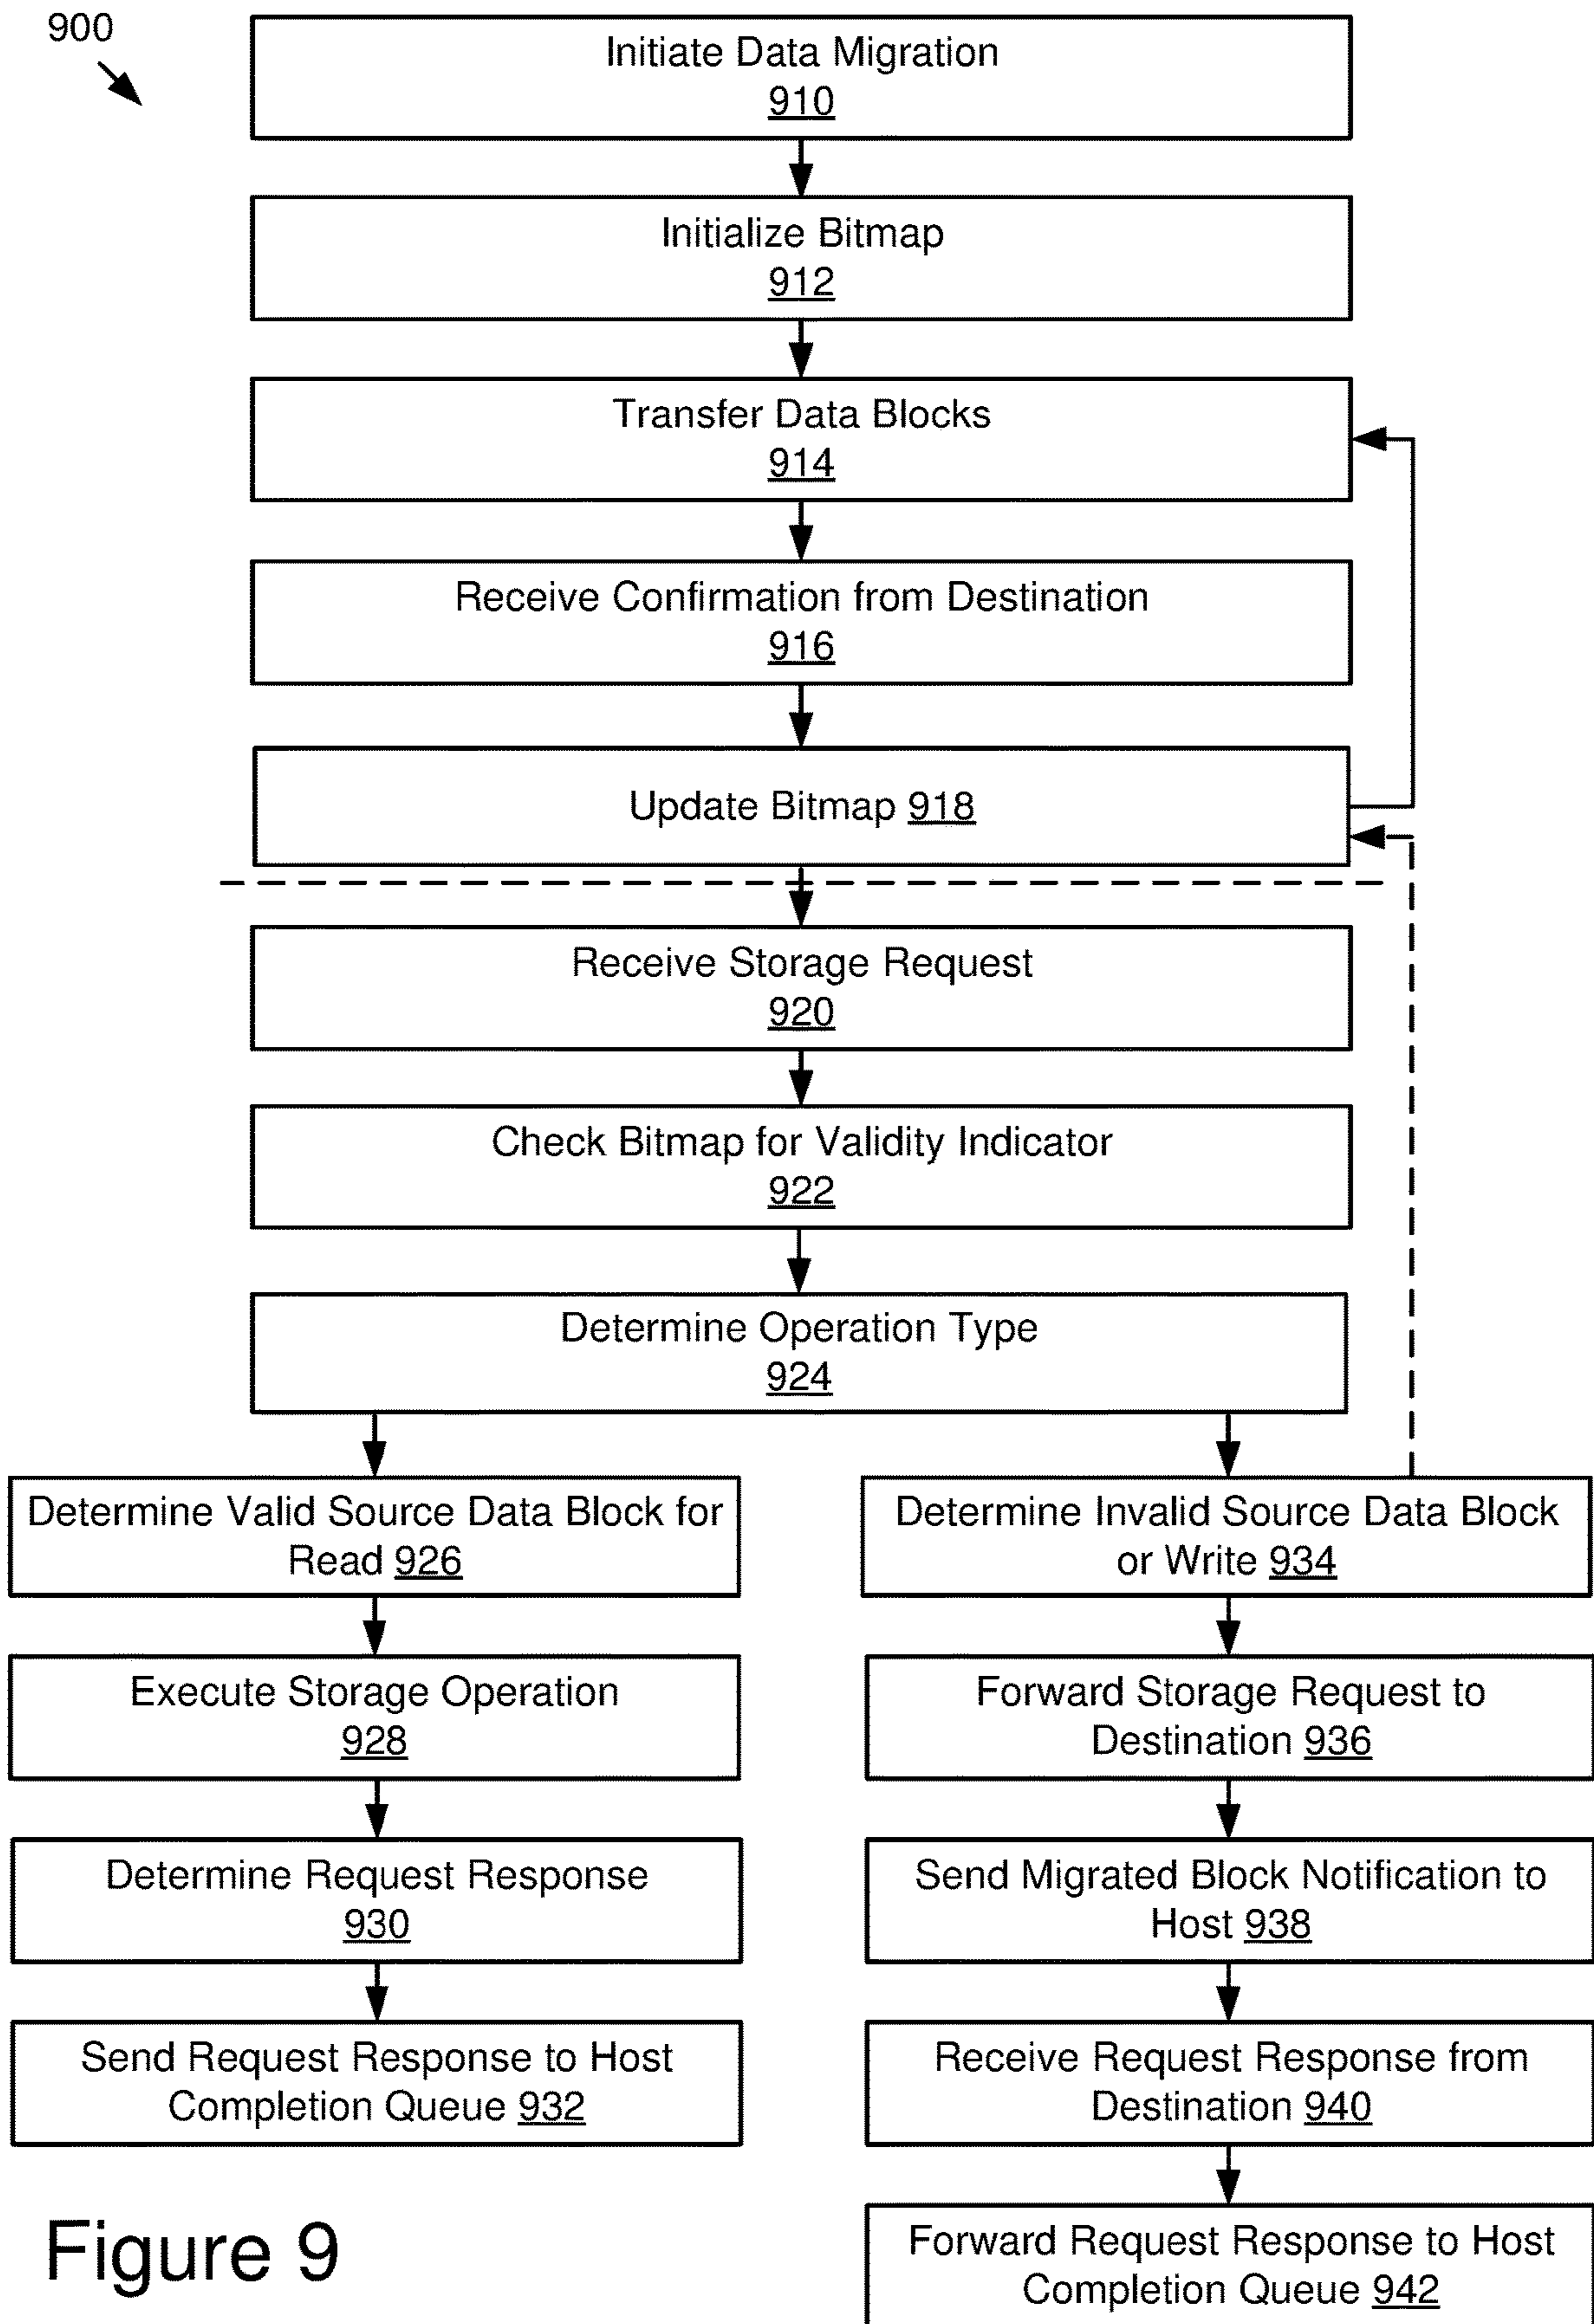 900
Initiate Data Migration
910
Initialize Bitmap
912
Transfer Data Blocks
914
Receive Confirmation from Destination
916
Update Bitmap 918
Receive Storage Request
920
Check Bitmap for Validity Indicator
922
Determine Operation Type
924
Determine Valid Source Data Block for
Read 926
Execute Storage Operation
928
Determine Request Response
930
Send Request Response to Host
Completion Queue 932
Determine Invalid Source Data Block
or Write 934
Forward Storage Request to
Destination 936
Send Migrated Block Notification to
Host 938
Receive Request Response from
Destination 940
Forward Request Response to Host
Completion Queue 942
Figure 9